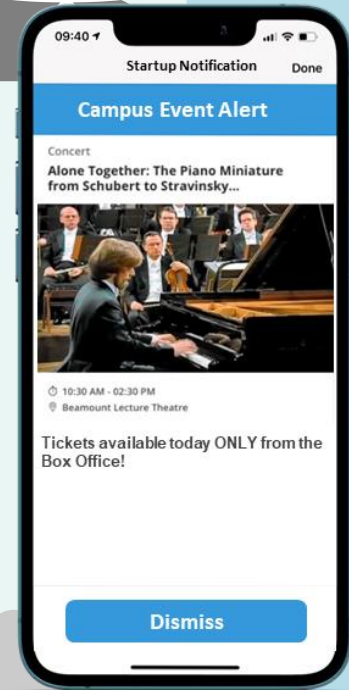 09:40
Startup Notification
Done
Campus Event Alert
Concert
Alone Together: The Piano Miniature
from Schubert to Stravinsky...
10:30 AM - 02:30 PM
Beamount Lecture Theatre
Tickets available today ONLY from the
Box Office!
Dismiss